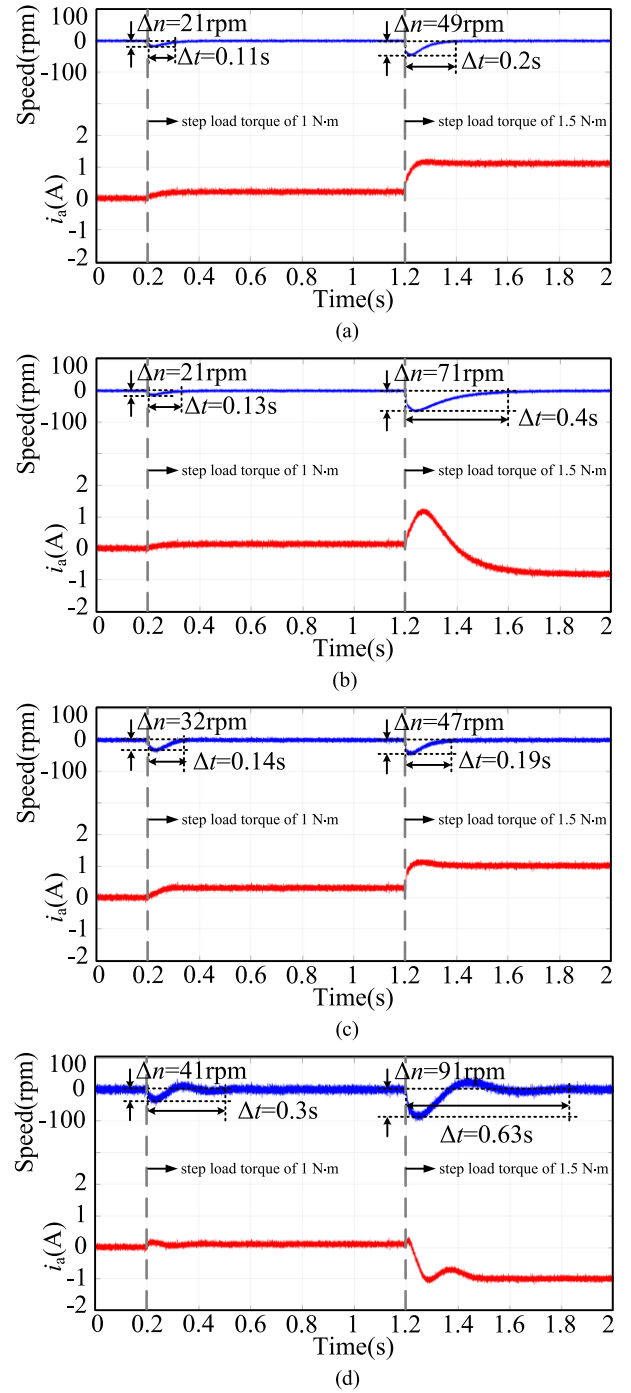 100
0
-100
Speed(rpm)
Δn=21rpm
Δt=0.11s
Δn=49rpm
Δt=0.2s
step load torque of 1 N·m
step load torque of 1.5 N·m
2
1
0
-1
-2
iₐ(A)
0 0.2 0.4 0.6 0.8 1 1.2 1.4 1.6 1.8 2
Time(s)
(a)
100
0
-100
Speed(rpm)
Δn=21rpm
Δt=0.13s
Δn=71rpm
Δt=0.4s
step load torque of 1 N·m
step load torque of 1.5 N·m
2
1
0
-1
-2
iₐ(A)
0 0.2 0.4 0.6 0.8 1 1.2 1.4 1.6 1.8 2
Time(s)
(b)
100
0
-100
Speed(rpm)
Δn=32rpm
Δt=0.14s
Δn=47rpm
Δt=0.19s
step load torque of 1 N·m
step load torque of 1.5 N·m
2
1
0
-1
-2
iₐ(A)
0 0.2 0.4 0.6 0.8 1 1.2 1.4 1.6 1.8 2
Time(s)
(c)
100
0
-100
Speed(rpm)
Δn=41rpm
Δt=0.3s
Δn=91rpm
Δt=0.63s
step load torque of 1 N·m
step load torque of 1.5 N·m
2
1
0
-1
-2
iₐ(A)
0 0.2 0.4 0.6 0.8 1 1.2 1.4 1.6 1.8 2
Time(s)
(d)